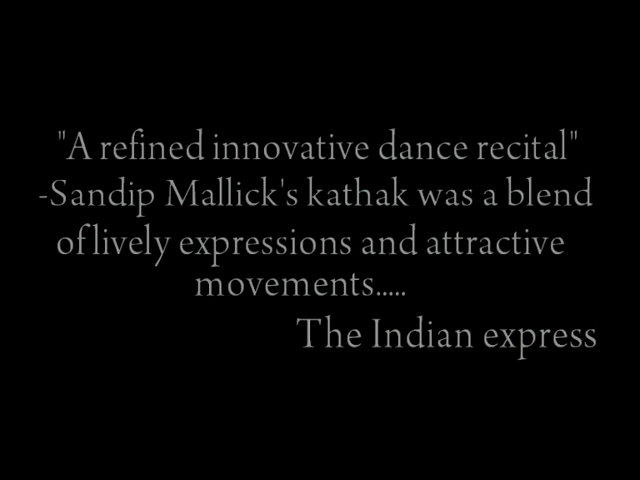 "A refined innovative dance recital"
-Sandip Mallick's kathak was a blend
of lively expressions and attractive
movements.....
The Indian express